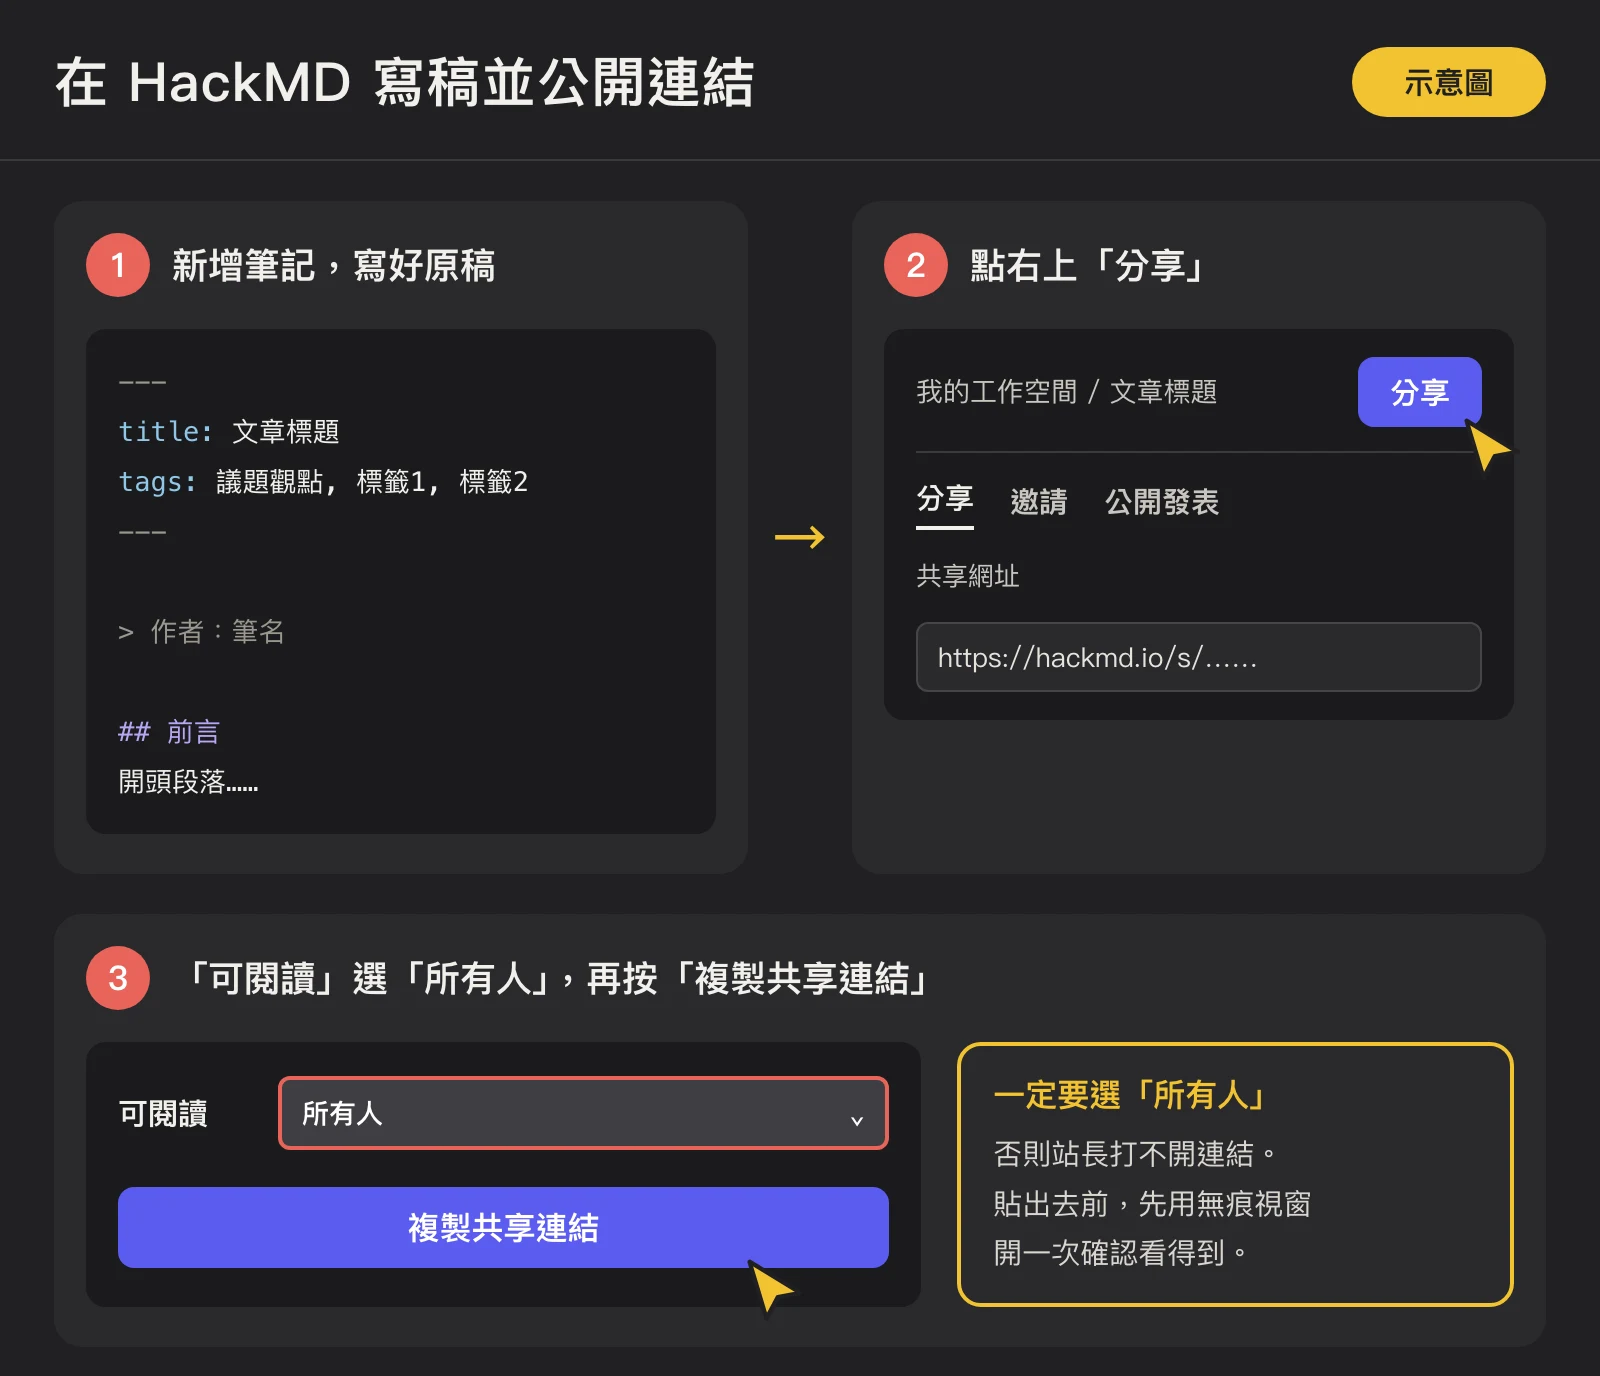 在 HackMD 寫稿並公開連結
示意圖
1 新增筆記，寫好原稿
---
title: 文章標題
tags: 議題觀點, 標籤1, 標籤2
---
> 作者：筆名
## 前言
開頭段落……
→
2 點右上「分享」
我的工作空間 / 文章標題
分享
分享 邀請 公開發表
共享網址
https://hackmd.io/s/……
3 「可閱讀」選「所有人」，再按「複製共享連結」
可閱讀 所有人
複製共享連結
一定要選「所有人」
否則站長打不開連結。
貼出去前，先用無痕視窗
開一次確認看得到。